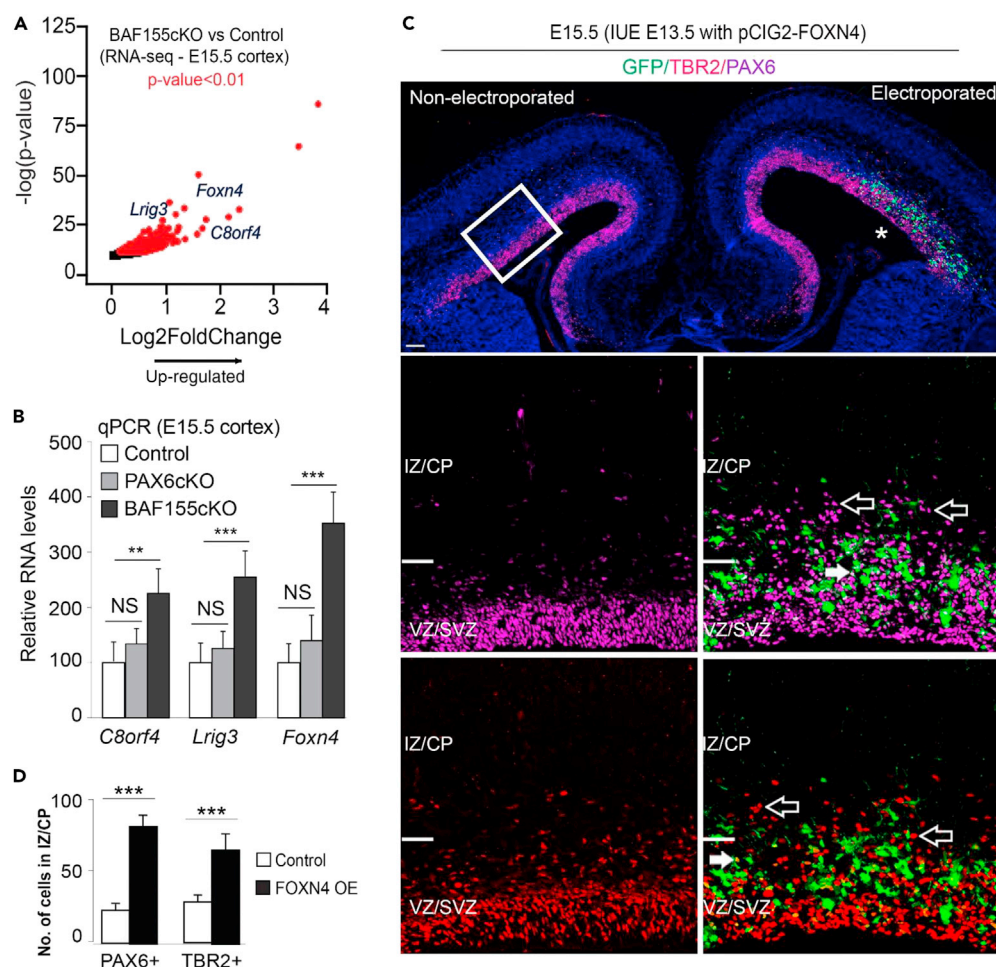 A
BAF155cKO vs Control
(RNA-seq - E15.5 cortex)
p-value<0.01
-log(p-value)
125
100
75
50
25
0
Foxn4
Lrig3
C8orf4
0 1 2 3 4
Log2FoldChange
Up-regulated
B
qPCR (E15.5 cortex)
Control
PAX6cKO
BAF155cKO
Relative RNA levels
500
400
300
200
100
0
** *** ***
NS NS NS
C8orf4 Lrig3 Foxn4
D
No. of cells in IZ/CP
100
50
0
*** ***
Control
FOXN4 OE
PAX6+ TBR2+
C
E15.5 (IUE E13.5 with pCIG2-FOXN4)
GFP/TBR2/PAX6
Non-electroporated Electroporated
*
IZ/CP IZ/CP
VZ/SVZ VZ/SVZ
IZ/CP IZ/CP
VZ/SVZ VZ/SVZ